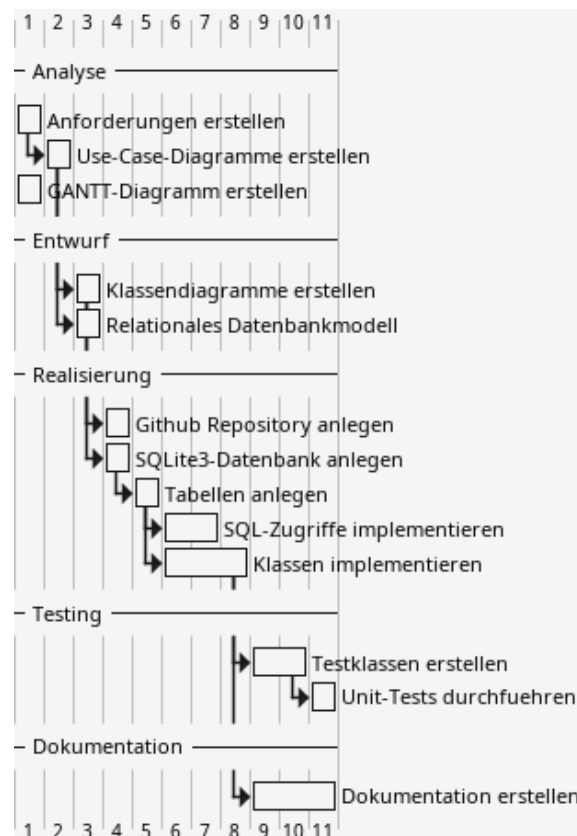 1 2 3 4 5 6 7 8 9 10 11
Analyse
Anforderungen erstellen
Use-Case-Diagramme erstellen
GANTT-Diagramm erstellen
Entwurf
Klassendiagramme erstellen
Relationales Datenbankmodell
Realisierung
Github Repository anlegen
SQLite3-Datenbank anlegen
Tabellen anlegen
SQL-Zugriffe implementieren
Klassen implementieren
Testing
Testklassen erstellen
Unit-Tests durchfuehren
Dokumentation
Dokumentation erstellen
1 2 3 4 5 6 7 8 9 10 11